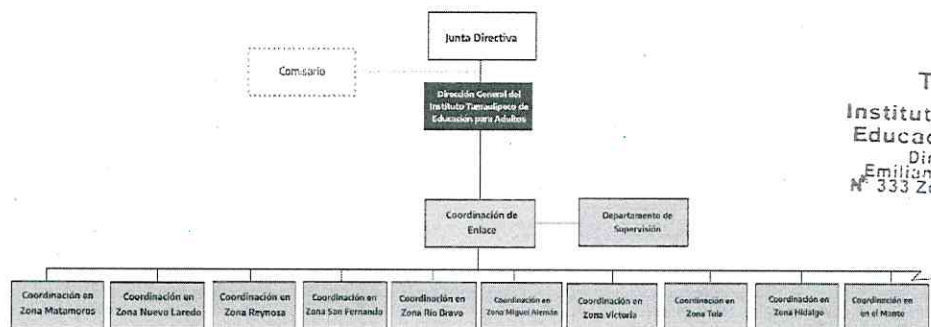 Junta Directiva
Comisario
Dirección General del
Instituto Tamaulipeco de
Educación para Adultos
T
Institut
Educac
Dir
Emilian
N° 333 Z
Coordinación de
Enlace
Departamento de
Supervisión
Coordinación en
Zona Matamoros
Coordinación en
Zona Nuevo Laredo
Coordinación en
Zona Reynosa
Coordinación en
Zona San Fernando
Coordinación en
Zona Río Bravo
Coordinación en
Zona Miguel Alemán
Coordinación en
Zona Victoria
Coordinación en
Zona Tula
Coordinación en
Zona Hidalgo
Coordinación en
en el Mante